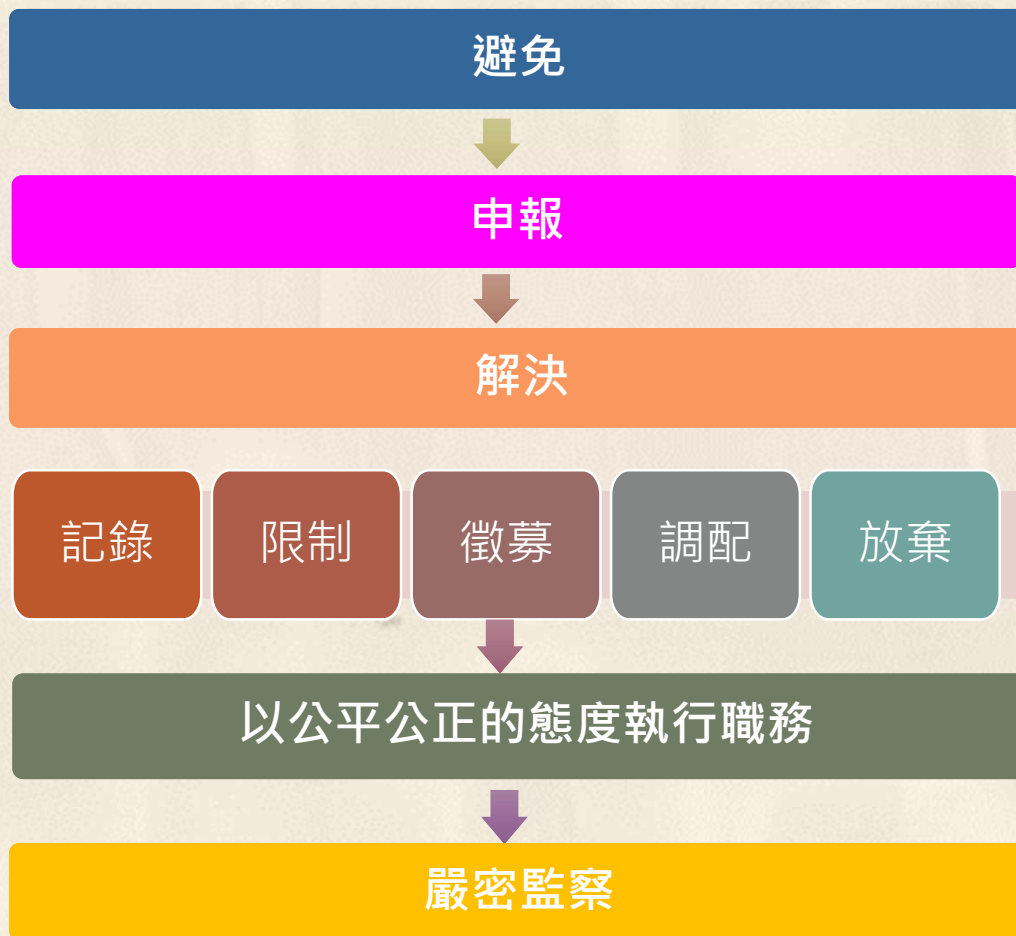 避免
申報
解決
記錄
限制
徵募
調配
放棄
以公平公正的態度執行職務
嚴密監察